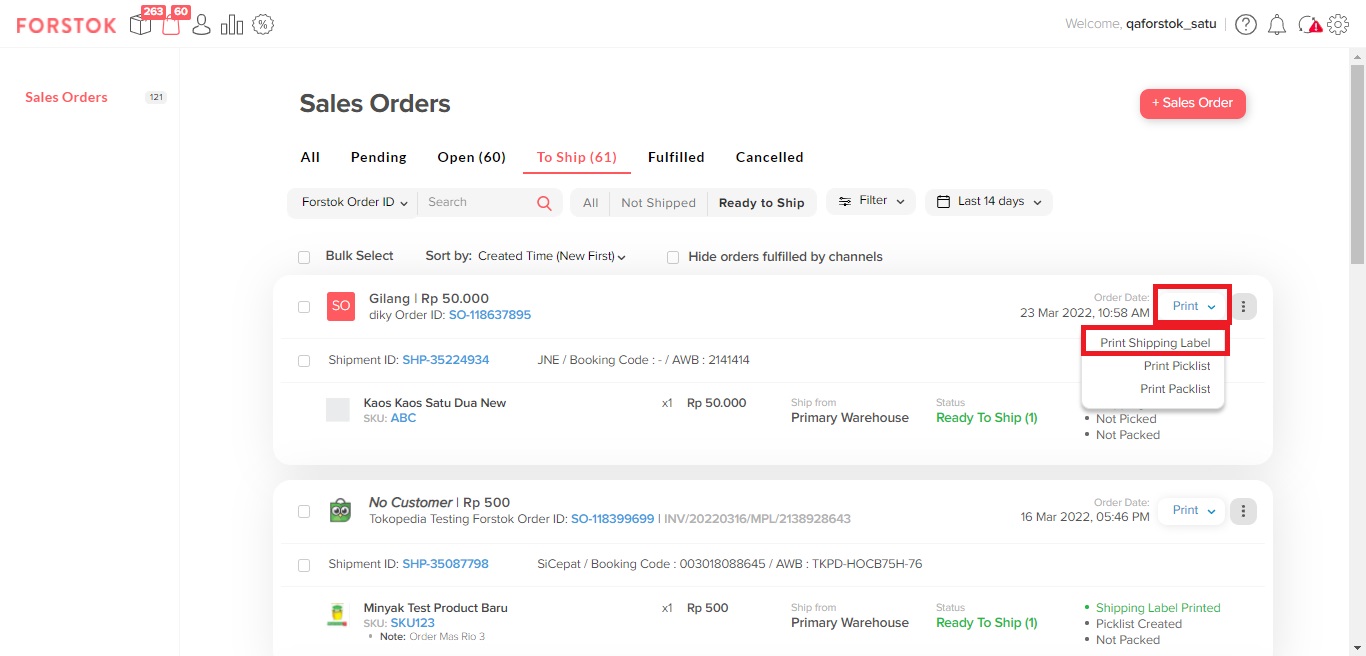 FORSTOK
263
60
Welcome, qaforstok_satu
Sales Orders 121
Sales Orders
+ Sales Order
All Pending Open (60) To Ship (61) Fulfilled Cancelled
Forstok Order ID Search All Not Shipped Ready to Ship Filter Last 14 days
Bulk Select Sort by: Created Time (New First) Hide orders fulfilled by channels
SO
Gilang | Rp 50.000
diky Order ID: SO-118637895
Order Date:
23 Mar 2022, 10:58 AM
Print
Print Shipping Label
Print Picklist
Print Packlist
Shipment ID: SHP-35224934 JNE / Booking Code : - / AWB : 2141414
Kaos Kaos Satu Dua New
SKU: ABC
x1 Rp 50.000
Ship from
Primary Warehouse
Status
Ready To Ship (1)
• Not Picked
• Not Packed
No Customer | Rp 500
Tokopedia Testing Forstok Order ID: SO-118399699 | INV/20220316/MPL/2138928643
Order Date:
16 Mar 2022, 05:46 PM
Print
Shipment ID: SHP-35087798 SiCepat / Booking Code : 003018088645 / AWB : TKPD-HOCB75H-76
Minyak Test Product Baru
SKU: SKU123
• Note: Order Mas Rio 3
x1 Rp 500
Ship from
Primary Warehouse
Status
Ready To Ship (1)
• Shipping Label Printed
• Picklist Created
• Not Packed